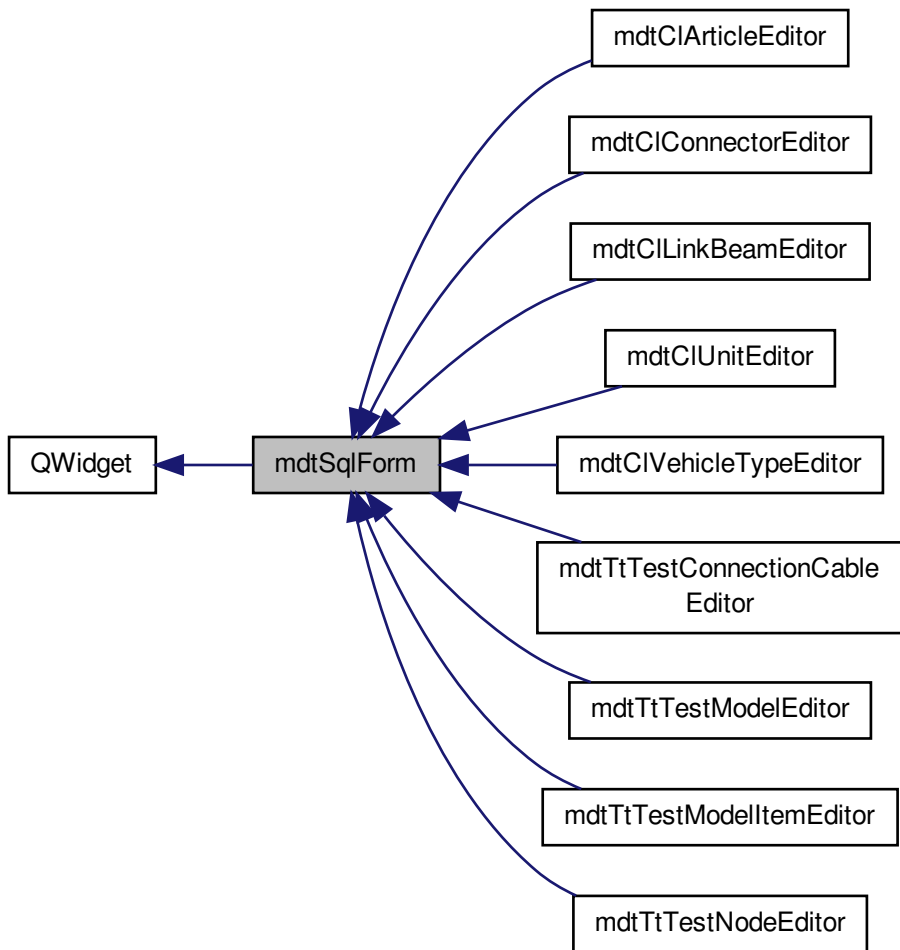 mdtClArticleEditor
mdtClConnectorEditor
mdtClLinkBeamEditor
mdtClUnitEditor
QWidget
mdtSqlForm
mdtClVehicleTypeEditor
mdtTtTestConnectionCable
Editor
mdtTtTestModelEditor
mdtTtTestModelItemEditor
mdtTtTestNodeEditor